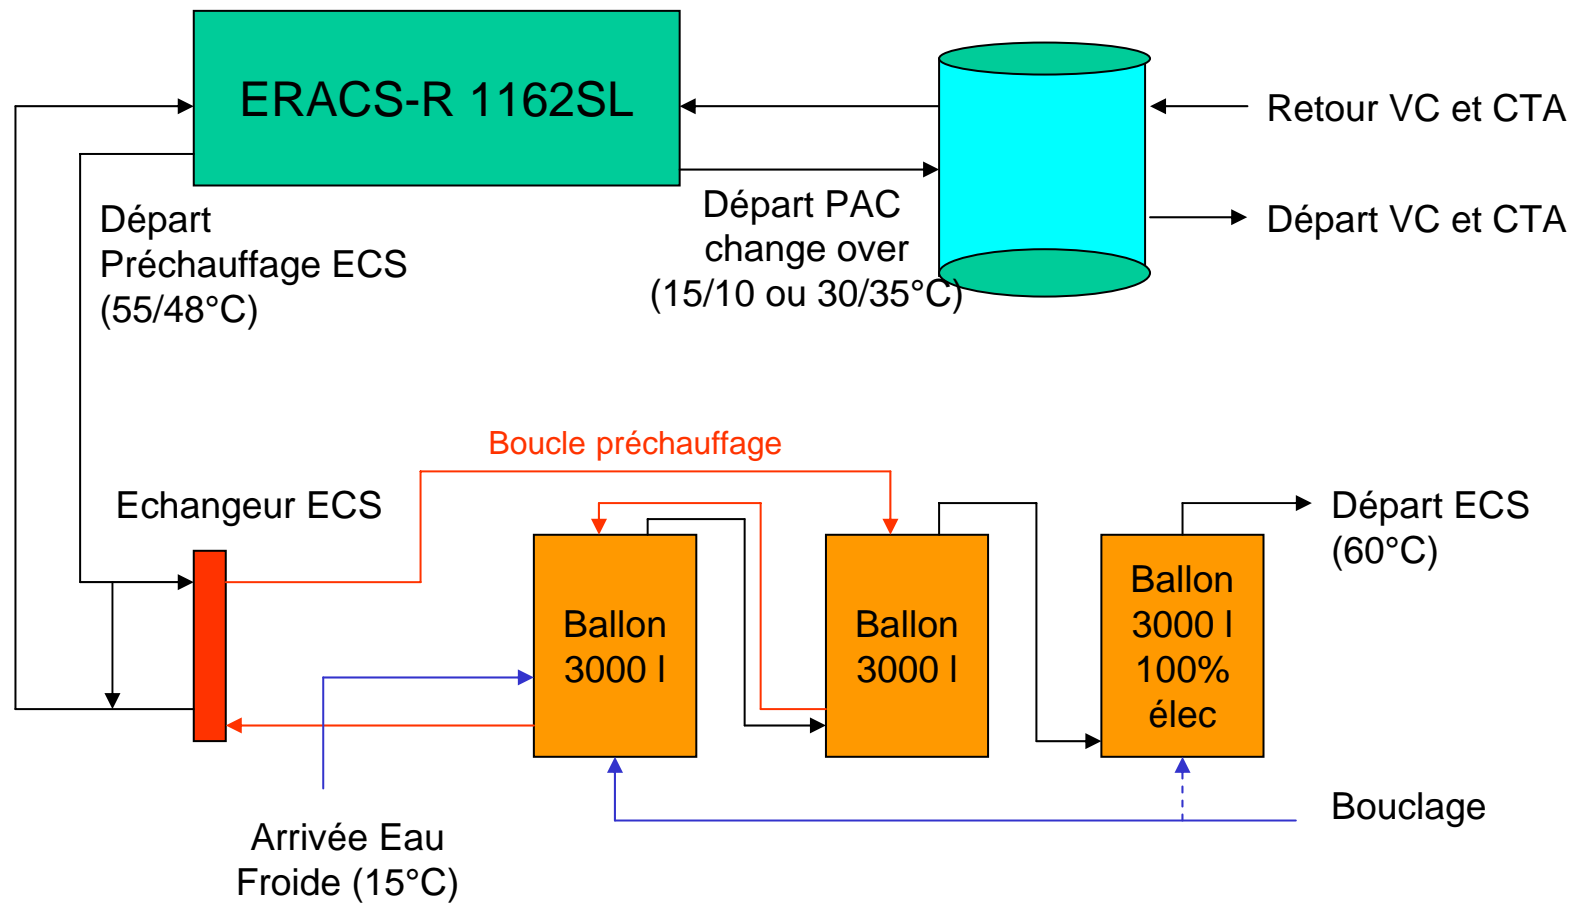 ERACS-R 1162SL
Retour VC et CTA
Départ VC et CTA
Départ PAC
change over
(15/10 ou 30/35°C)
Départ
Préchauffage ECS
(55/48°C)
Boucle préchauffage
Echangeur ECS
Départ ECS
(60°C)
Ballon
3000 l
Ballon
3000 l
Ballon
3000 l
100%
élec
Bouclage
Arrivée Eau
Froide (15°C)